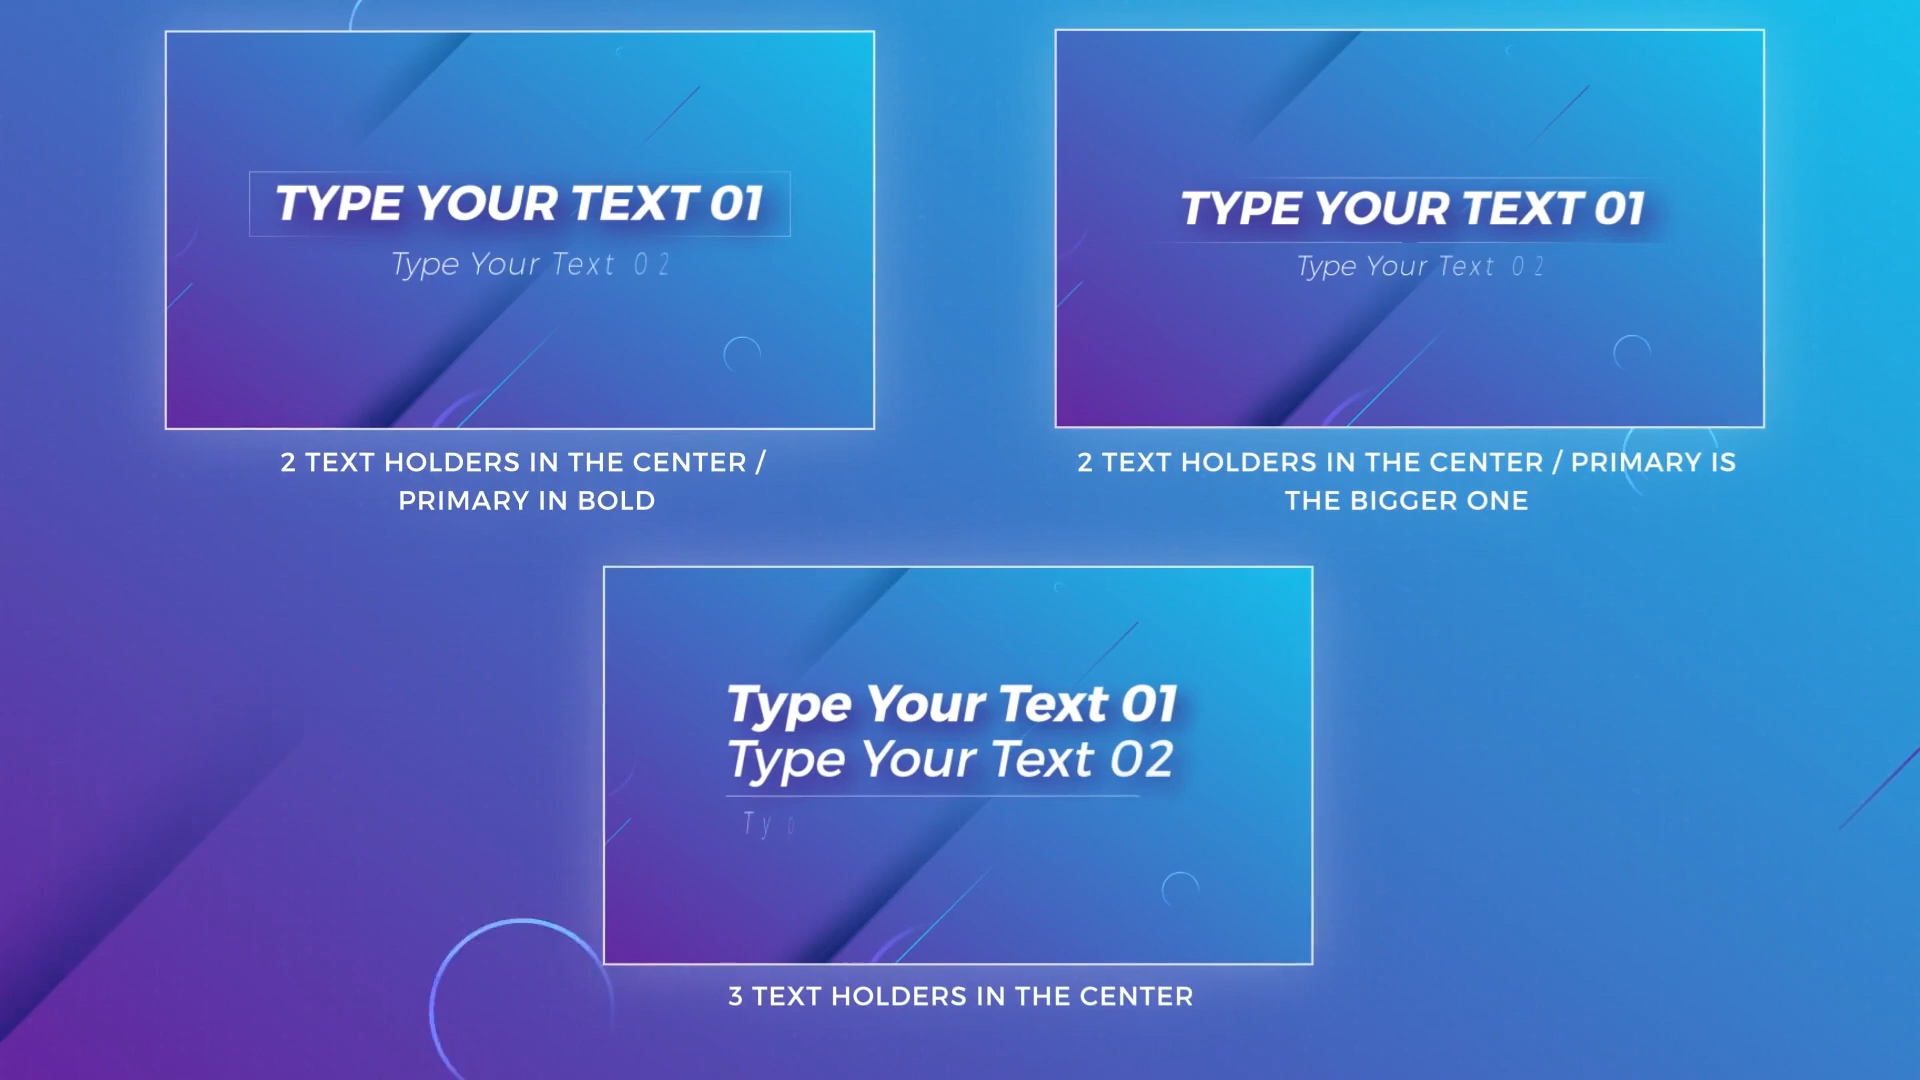 TYPE YOUR TEXT 01
Type Your Text 02
2 TEXT HOLDERS IN THE CENTER /
PRIMARY IN BOLD
TYPE YOUR TEXT 01
Type Your Text 02
2 TEXT HOLDERS IN THE CENTER / PRIMARY IS
THE BIGGER ONE
Type Your Text 01
Type Your Text 02
Typ
3 TEXT HOLDERS IN THE CENTER